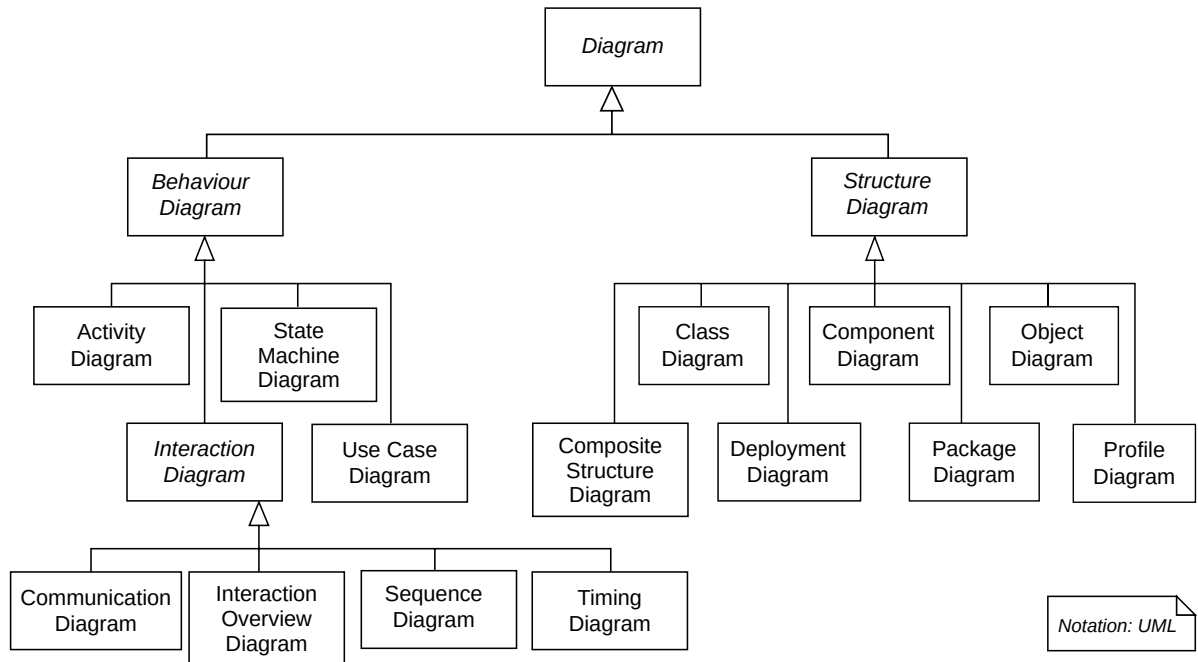 Diagram
Behaviour
Diagram
Structure
Diagram
Activity
Diagram
State
Machine
Diagram
Class
Diagram
Component
Diagram
Object
Diagram
Interaction
Diagram
Use Case
Diagram
Composite
Structure
Diagram
Deployment
Diagram
Package
Diagram
Profile
Diagram
Communication
Diagram
Interaction
Overview
Diagram
Sequence
Diagram
Timing
Diagram
Notation: UML